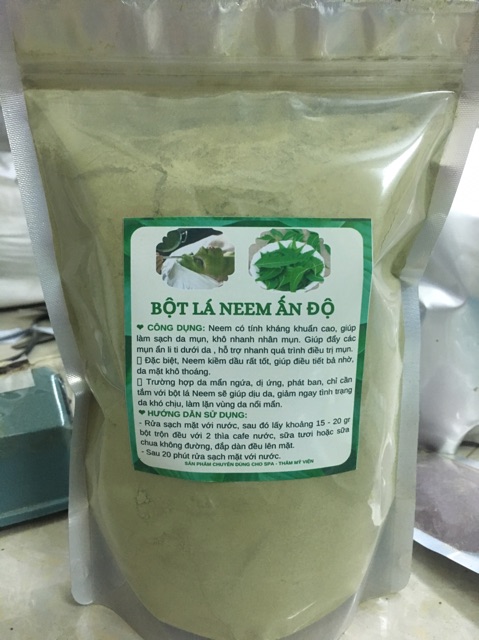 BỘT LÁ NEEM ẤN ĐỘ
❤ CÔNG DỤNG: Neem có tính kháng khuẩn cao, giúp
làm sạch da mụn, khô nhanh nhân mụn. Giúp đẩy các
mụn ẩn li ti dưới da , hỗ trợ nhanh quá trình điều trị mụn.
▯ Đặc biệt, Neem kiềm dầu rất tốt, giúp điều tiết bã nhờ,
da mặt khô thoáng.
▯ Trường hợp da mẩn ngứa, dị ứng, phát ban, chỉ cần
tắm với bột lá Neem sẽ giúp dịu da, giảm ngay tình trạng
da khó chịu, làm lặn vùng da nổi mẩn.
❤ HƯỚNG DẪN SỬ DỤNG:
- Rửa sạch mặt với nước, sau đó lấy khoảng 15 - 20 gr
bột trộn đều với 2 thìa cafe nước, sữa tươi hoặc sữa
chua không đường, đắp dàn đều lên mặt.
- Sau 20 phút rửa sạch mặt với nước.
SẢN PHẨM CHUYÊN DÙNG CHO SPA - THẨM MỸ VIỆN